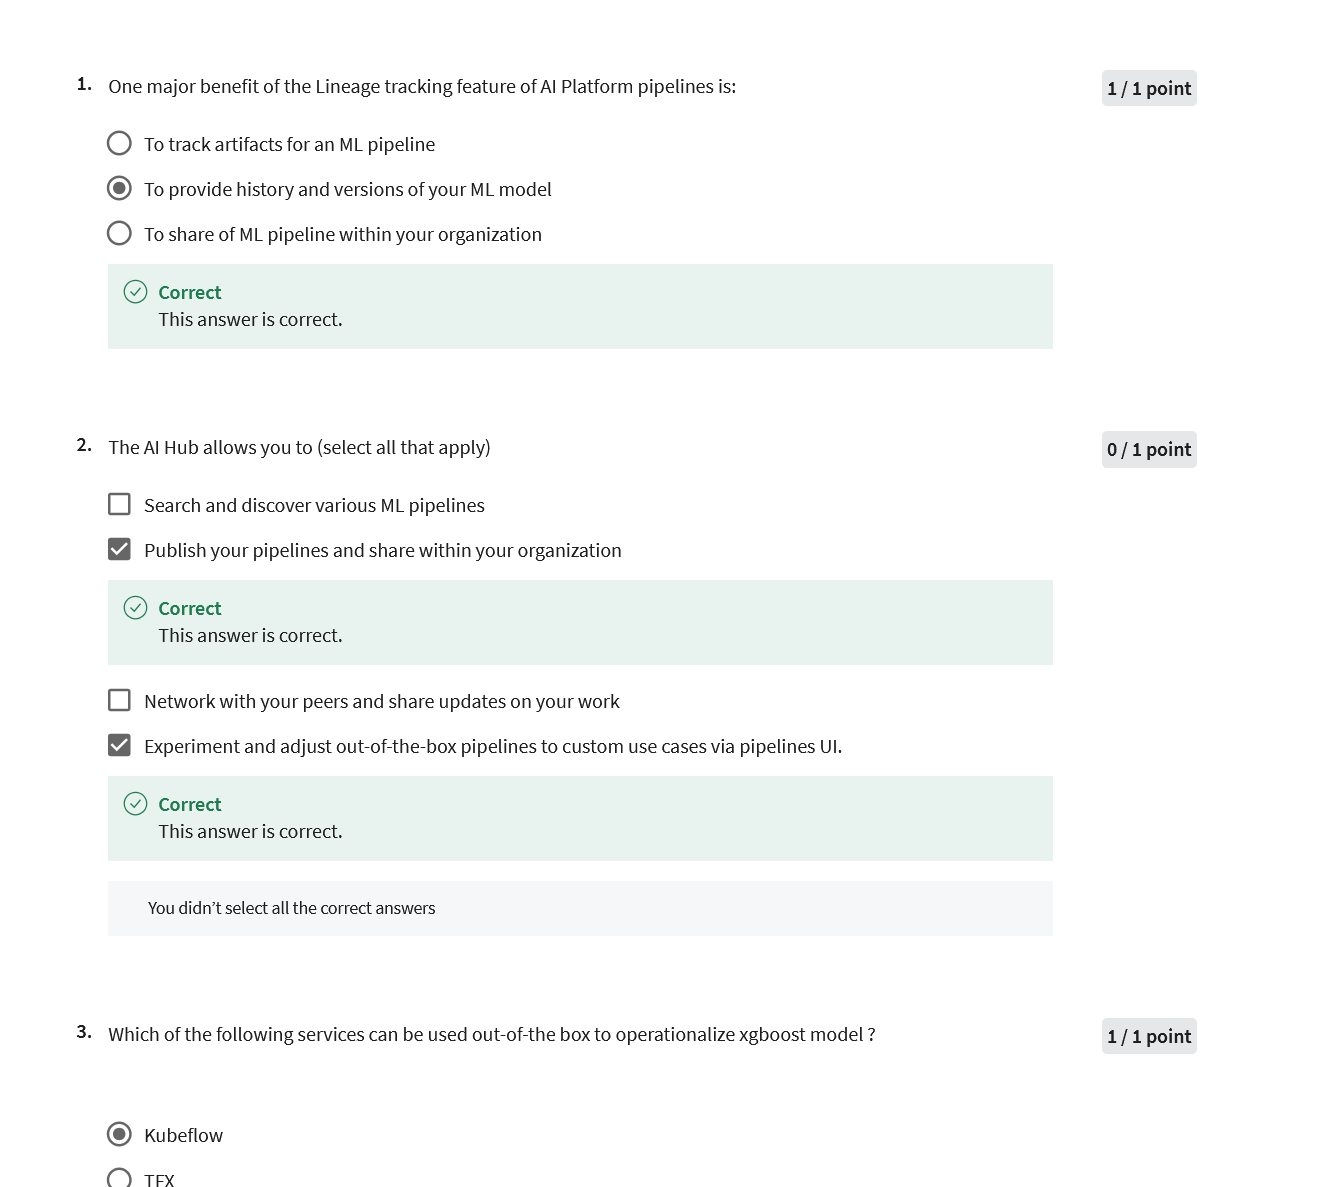 1. One major benefit of the Lineage tracking feature of AI Platform pipelines is:
1 / 1 point
To track artifacts for an ML pipeline
To provide history and versions of your ML model
To share of ML pipeline within your organization
Correct
This answer is correct.
2. The AI Hub allows you to (select all that apply)
0 / 1 point
Search and discover various ML pipelines
Publish your pipelines and share within your organization
Correct
This answer is correct.
Network with your peers and share updates on your work
Experiment and adjust out-of-the-box pipelines to custom use cases via pipelines UI.
Correct
This answer is correct.
You didn’t select all the correct answers
3. Which of the following services can be used out-of-the box to operationalize xgboost model ?
1 / 1 point
Kubeflow
TFX